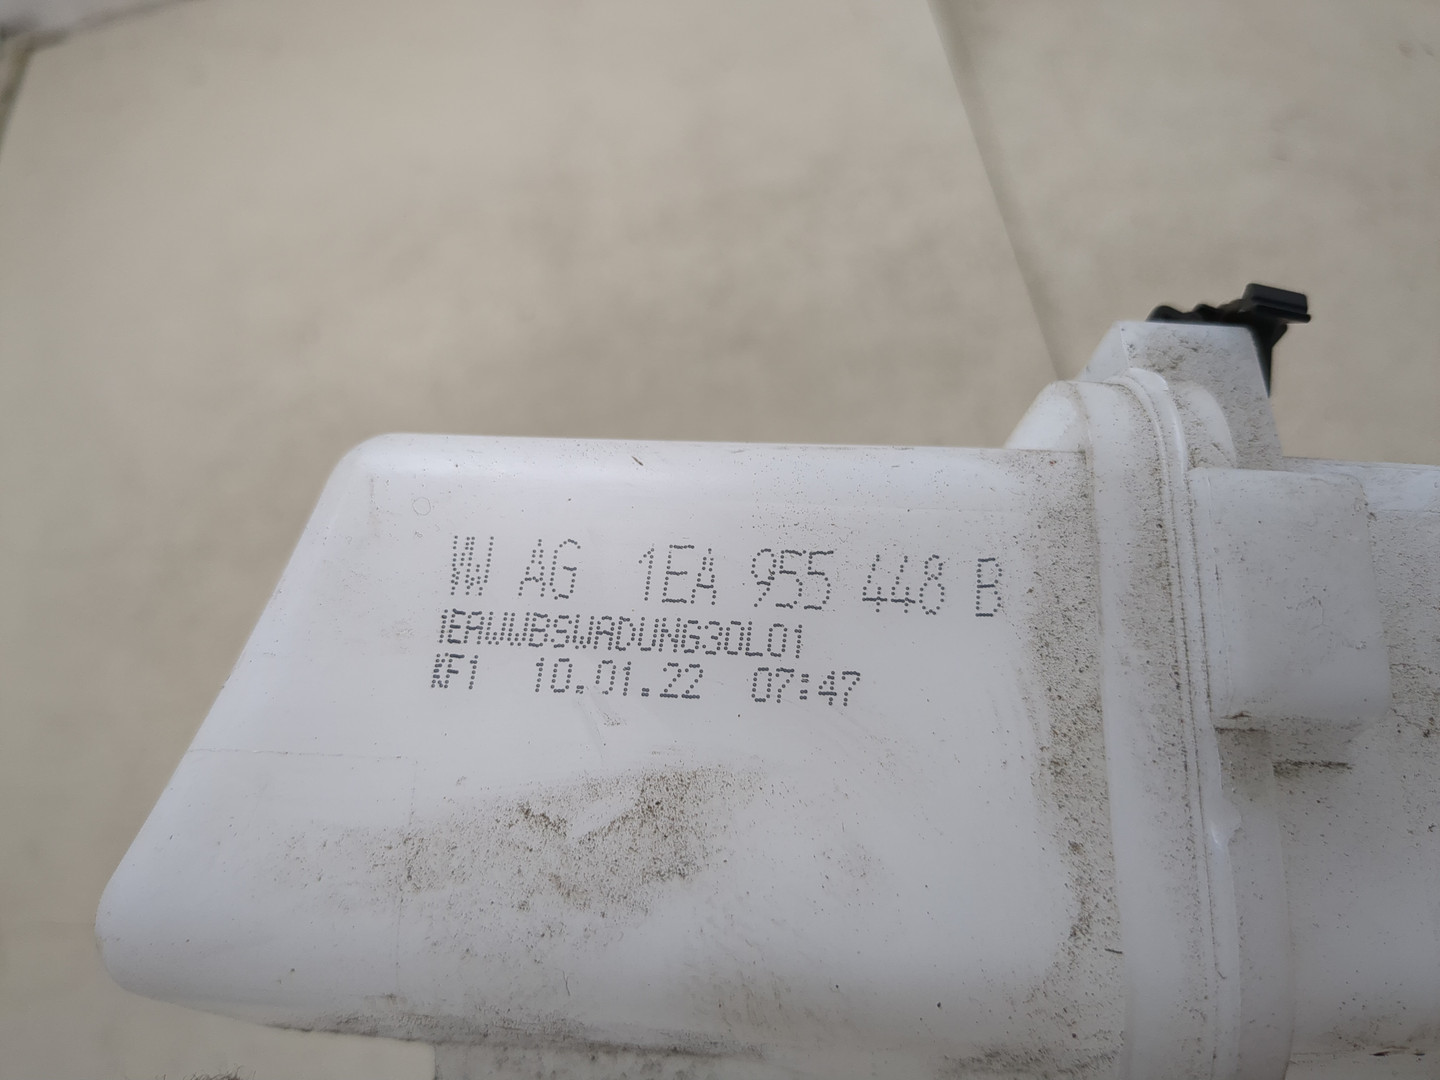 VW AG 1EA 955 448 B
1EAWWBSWADUNG30L01
KF1 10.01.22 07:47